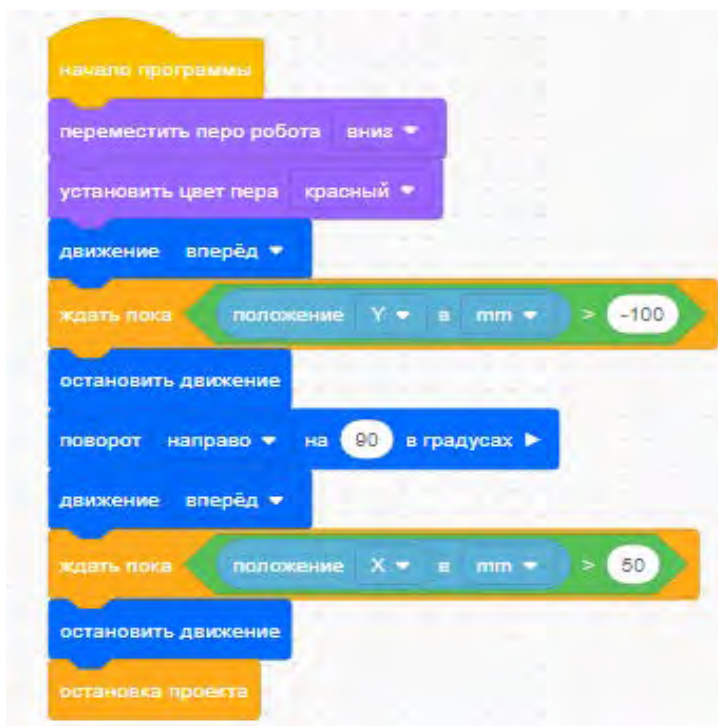 начало программы
переместить перо робота вниз
установить цвет пера красный
движение вперёд
ждать пока положение Y в mm > -100
остановить движение
поворот направо на 90 в градусах
движение вперёд
ждать пока положение X в mm > 50
остановить движение
остановка проекта